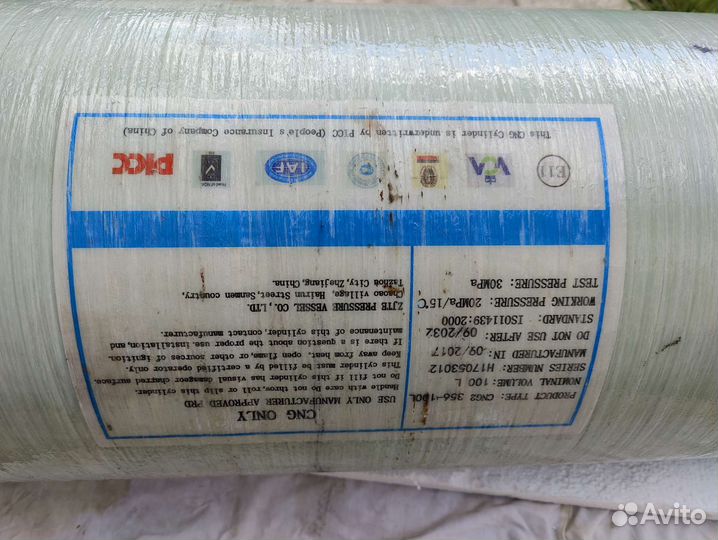 CNG ONLY
USE ONLY MANUFACTURER APPROVED PRD
Handle with care Do not throw, roll or slip this cylinder.
Do not fill if this cylinder has visual damageor charred surface.
This cylinder must be filled by a certified operator only.
Keep away from heat, open flame, or other sources of ignition.
If there is a question about the proper use, installation, and
maintenance of this cylinder, contact manufacturer.
ZJTE PRESSURE VESSEL CO., LTD.
village, Hairun Street, Sanmen country,
Taizhou City, Zhejiang, China.
PRODUCT TYPE: CNG2 356-100L
NOMINAL VOLUME: 100 L
SERIES NUMBER: H17053012
MANUFACTURED IN: 09/2017
DO NOT USE AFTER: 09/2032
STANDARD: ISO11439:2000
WORKING PRESSURE: 20MPa/15℃
TEST PRESSURE: 30MPa
E11
VCA
IAF
PICC
This CNG Cylinder is underwritten by PICC (People's Insurance Company of China)
Avito